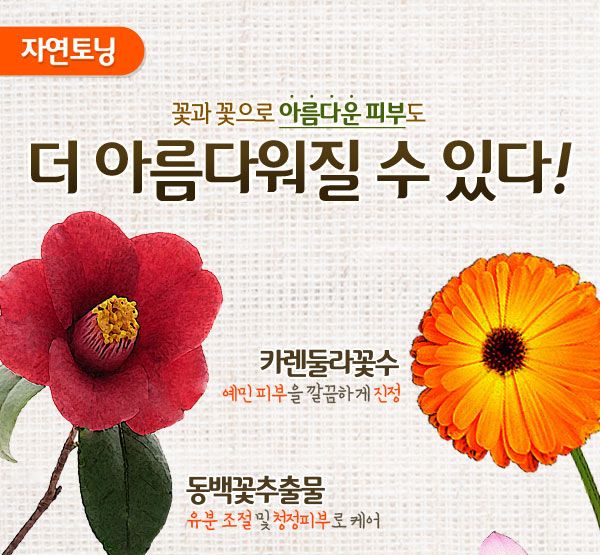 자연토닝
꽃과 꽃으로 아름다운 피부도
더 아름다워질 수 있다!
카렌둘라꽃수
예민 피부을 깔끔하게 진정
동백꽃추출물
유분 조절 및 청정피부로 케어